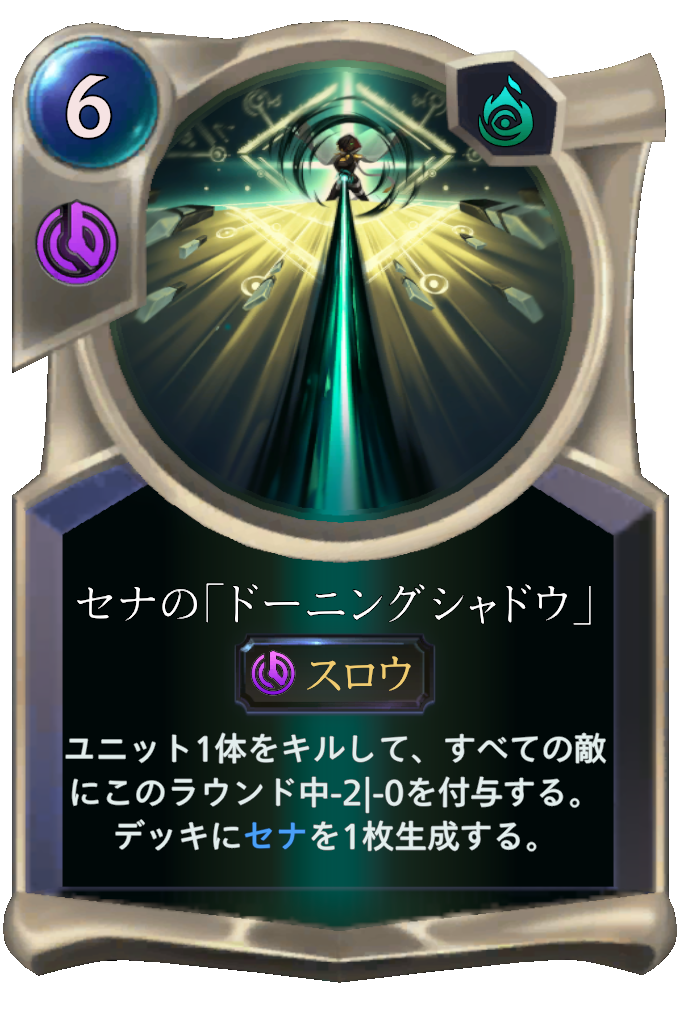 6
セナの「ドーニングシャドウ」
スロウ
ユニット1体をキルして、すべての敵
にこのラウンド中-2|-0を付与する。
デッキにセナを1枚生成する。